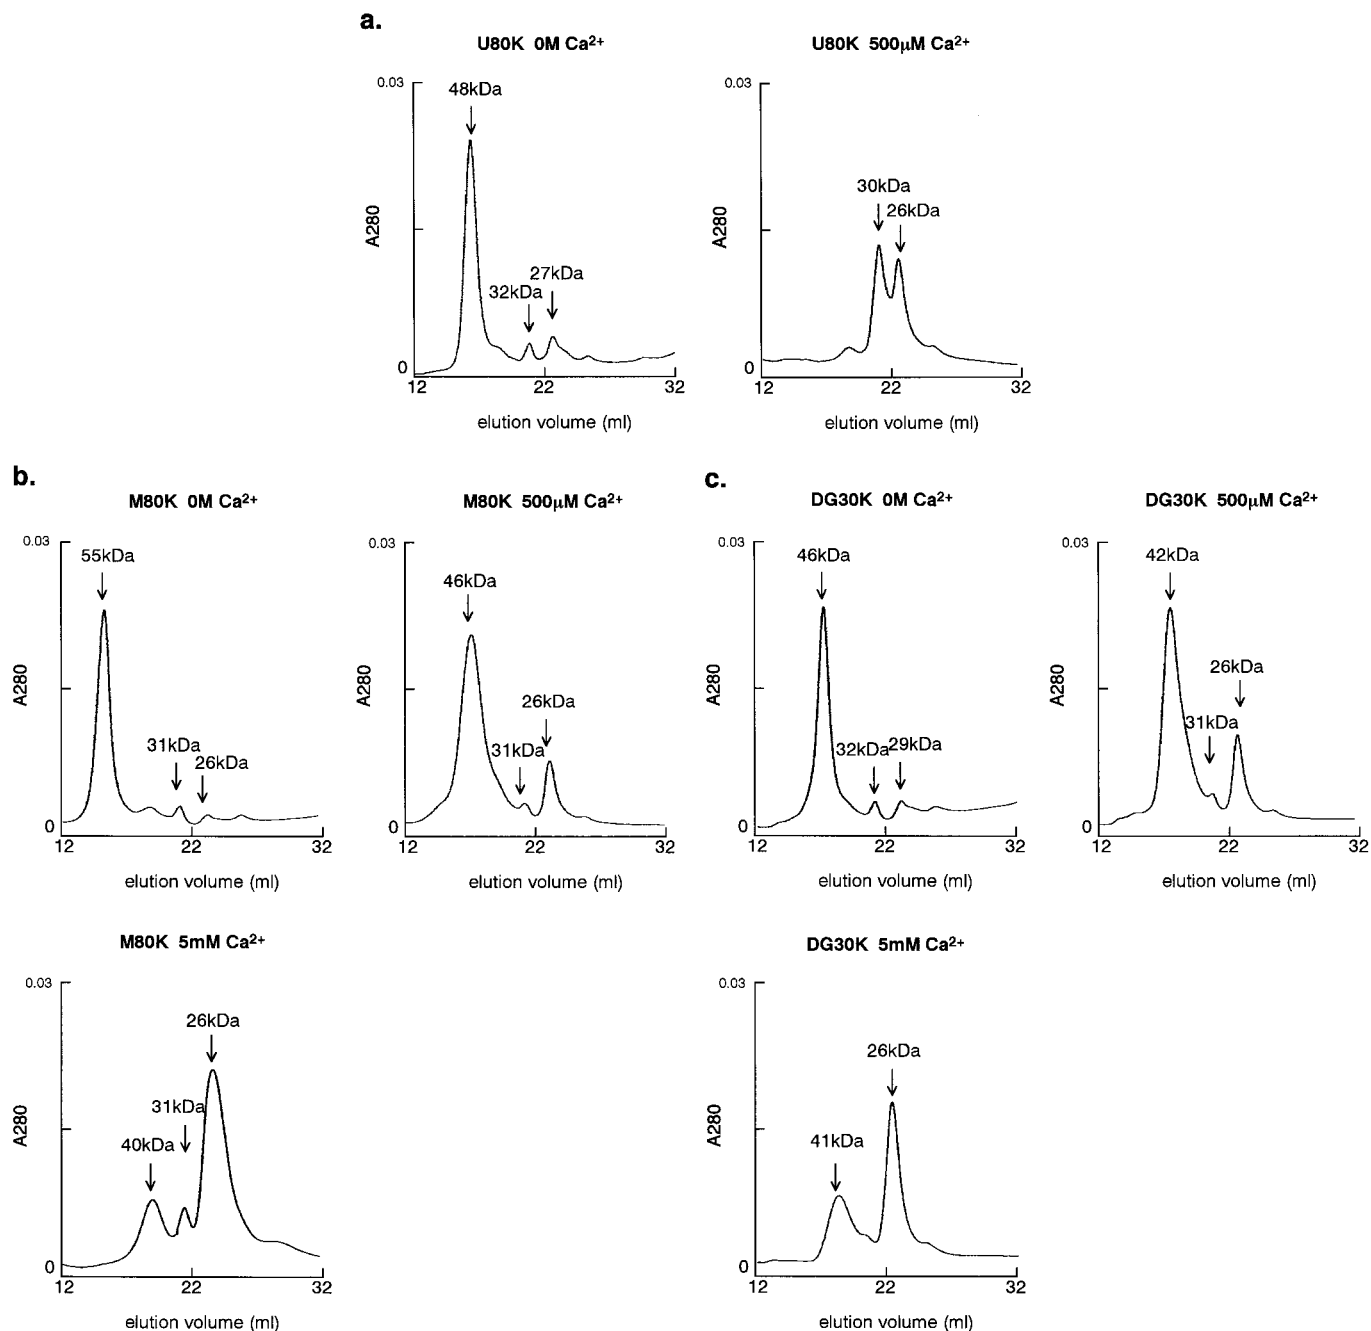 a.
U80K 0M Ca²⁺
0.03
48kDa
32kDa
27kDa
A280
0
12
22
32
elution volume (ml)
U80K 500μM Ca²⁺
0.03
30kDa
26kDa
A280
0
12
22
32
elution volume (ml)
b.
M80K 0M Ca²⁺
0.03
55kDa
31kDa
26kDa
A280
0
12
22
32
elution volume (ml)
M80K 500μM Ca²⁺
0.03
46kDa
31kDa
26kDa
A280
0
12
22
32
elution volume (ml)
M80K 5mM Ca²⁺
0.03
26kDa
31kDa
40kDa
A280
0
12
22
32
elution volume (ml)
c.
DG30K 0M Ca²⁺
0.03
46kDa
32kDa
29kDa
A280
0
12
22
32
elution volume (ml)
DG30K 500μM Ca²⁺
0.03
42kDa
26kDa
31kDa
A280
0
12
22
32
elution volume (ml)
DG30K 5mM Ca²⁺
0.03
26kDa
41kDa
A280
0
12
22
32
elution volume (ml)